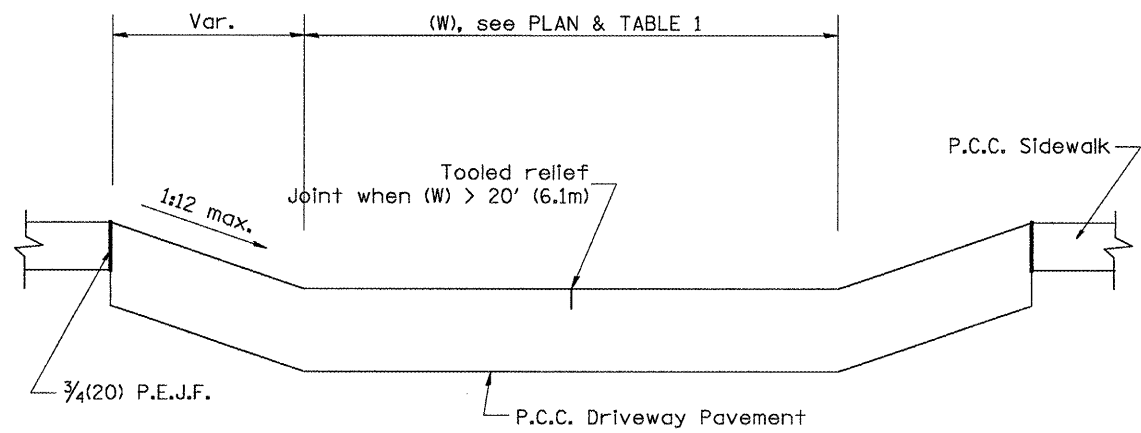 Var.
(W), see PLAN & TABLE 1
P.C.C. Sidewalk
Tooled relief
Joint when (W) > 20' (6.1m)
1:12 max.
3/4(20) P.E.J.F.
P.C.C. Driveway Pavement